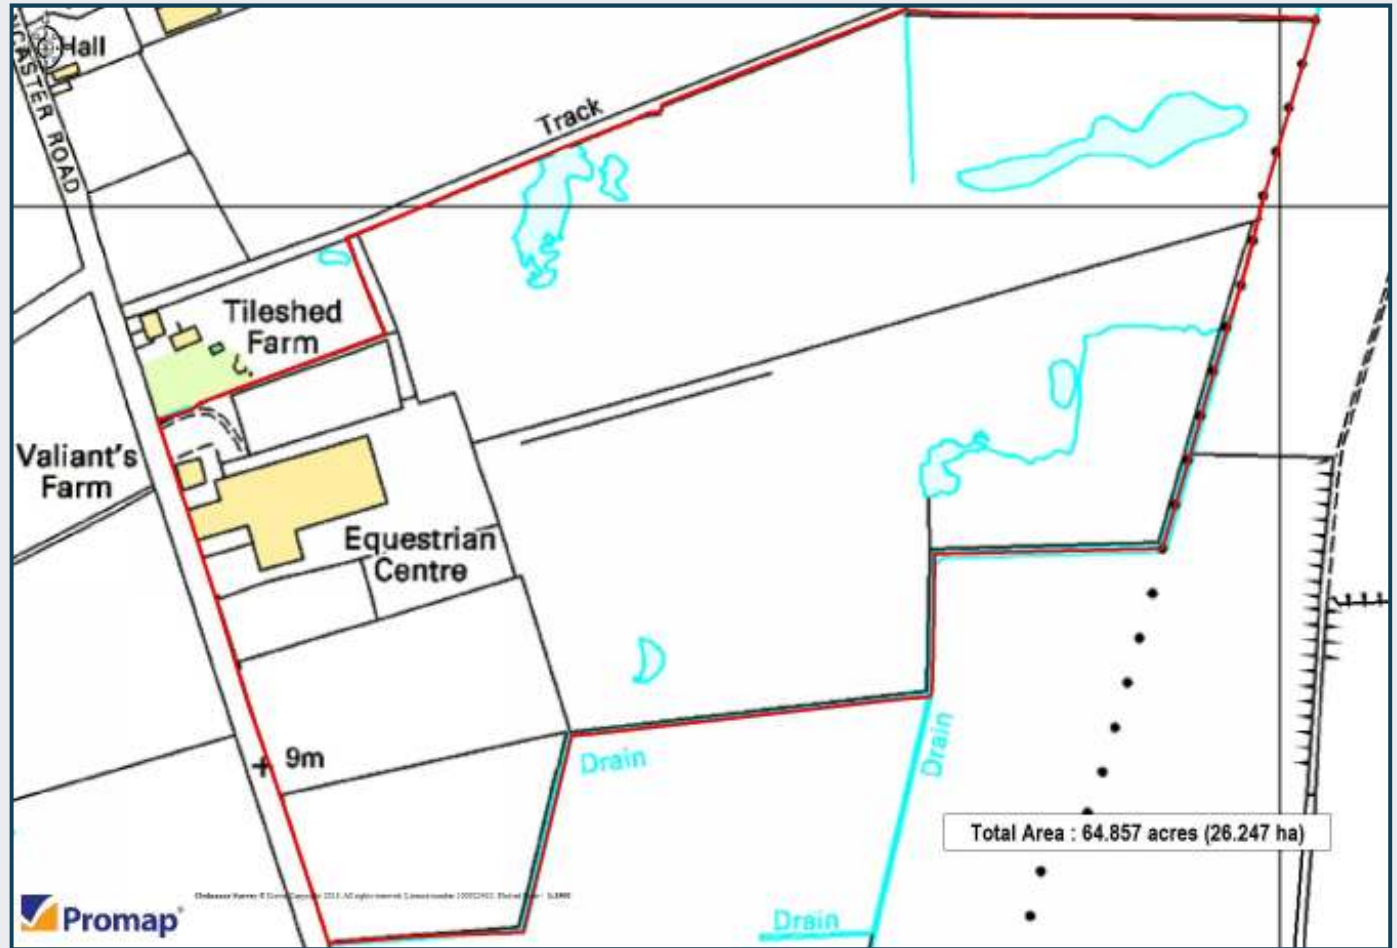 Hall
NCASTER ROAD
Track
Tileshed
Farm
Valiant's
Farm
Equestrian
Centre
9m
Drain
Drain
Total Area : 64.857 acres (26.247 ha)
Promap
Drain